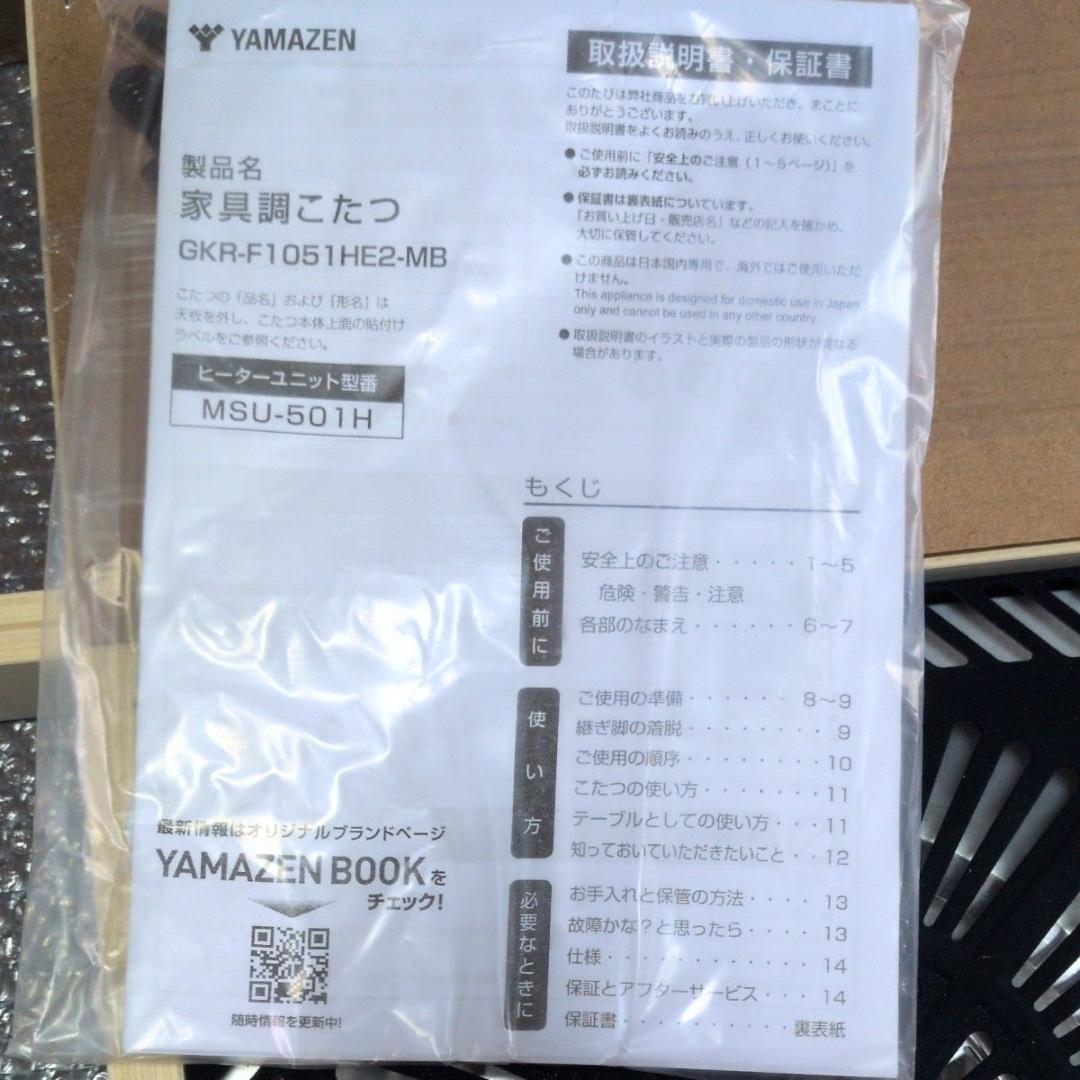 YAMAZEN
取扱説明書・保証書
このたびは弊社商品をお買い上げいただき、まことに
ありがとうございます。
取扱説明書をよくお読みのうえ、正しくお使いください。
●ご使用前に「安全上のご注意（1～5ページ）」を
必ずお読みください。
●保証書は裏表紙についています。
「お買い上げ日・販売店名」などの記入を確かめ、
大切に保管してください。
●この商品は日本国内専用で、海外ではご使用いただ
けません。
This appliance is designed for domestic use in Japan
only and cannot be used in any other country.
●取扱説明書のイラストと実際の製品の形状が異なる
場合があります。
製品名
家具調こたつ
GKR-F1051HE2-MB
こたつの「品名」および「形名」は
天板を外し、こたつ本体上面の貼付け
ラベルをご参照ください。
ヒーターユニット型番
MSU-501H
もくじ
ご使用前に
安全上のご注意・・・・・1～5
危険・警告・注意
各部のなまえ・・・・・・6～7
使い方
ご使用の準備・・・・・・8～9
継ぎ脚の着脱・・・・・・・9
ご使用の順序・・・・・・・10
こたつの使い方・・・・・・11
テーブルとしての使い方・・・11
知っておいていただきたいこと・・12
必要なときに
お手入れと保管の方法・・・・13
故障かな？と思ったら・・・・13
仕様・・・・・・・・・・・14
保証とアフターサービス・・・14
保証書・・・・・・・・・・裏表紙
最新情報はオリジナルブランドページ
YAMAZEN BOOKを
チェック!
随時情報を更新中!